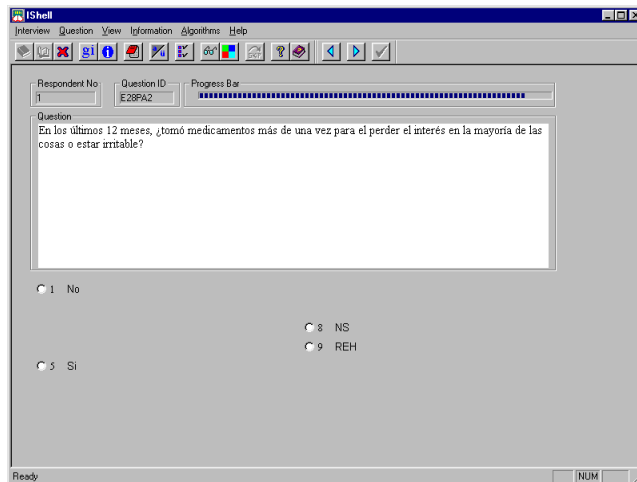 IShell
Interview Question View Information Algorithms Help
gi
Respondent No Question ID Progress Bar
1 E28PA2
Question
En los últimos 12 meses, ¿tomó medicamentos más de una vez para el perder el interés en la mayoría de las
cosas o estar irritable?
1 No
8 NS
9 REH
5 Si
Ready NUM